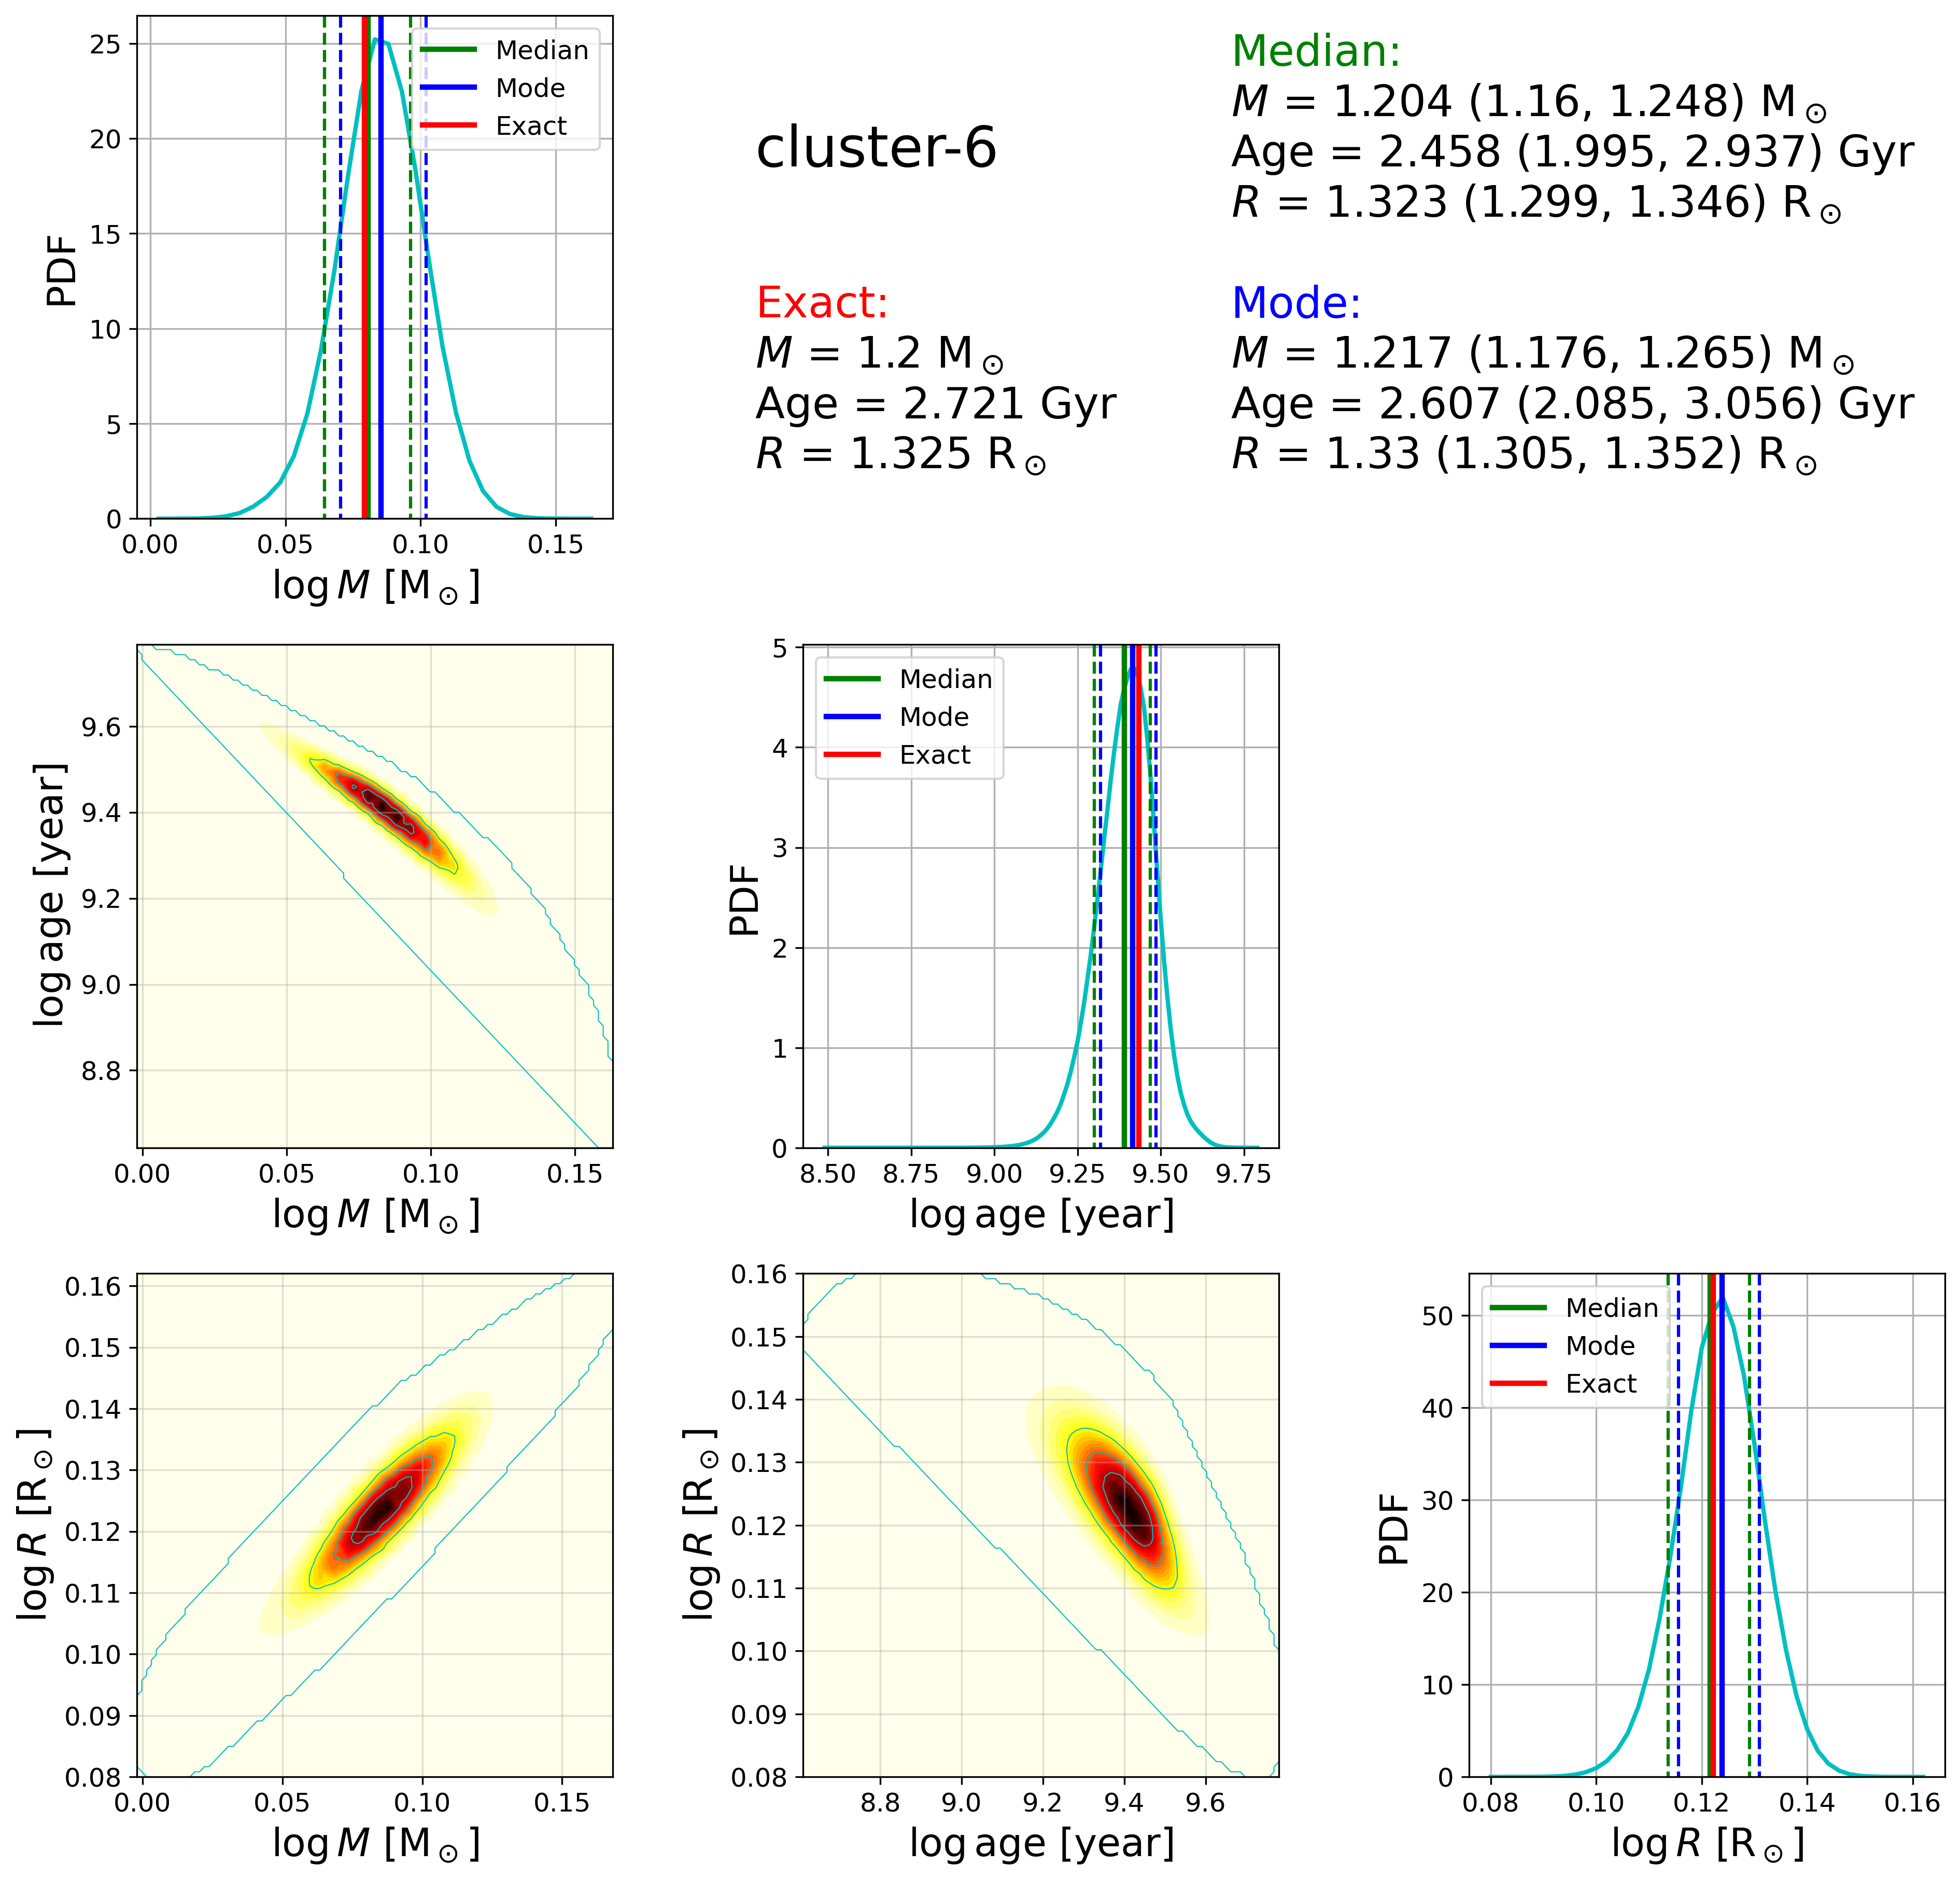 25
20
15
10
5
0
PDF
0.00 0.05 0.10 0.15
log M [M⊙]
Median
Mode
Exact
cluster-6
Median:
M = 1.204 (1.16, 1.248) M⊙
Age = 2.458 (1.995, 2.937) Gyr
R = 1.323 (1.299, 1.346) R⊙
Exact:
M = 1.2 M⊙
Age = 2.721 Gyr
R = 1.325 R⊙
Mode:
M = 1.217 (1.176, 1.265) M⊙
Age = 2.607 (2.085, 3.056) Gyr
R = 1.33 (1.305, 1.352) R⊙
9.6
9.4
9.2
9.0
8.8
log age [year]
0.00 0.05 0.10 0.15
log M [M⊙]
5
4
3
2
1
0
PDF
Median
Mode
Exact
8.50 8.75 9.00 9.25 9.50 9.75
log age [year]
0.16
0.15
0.14
0.13
0.12
0.11
0.10
0.09
0.08
log R [R⊙]
0.00 0.05 0.10 0.15
log M [M⊙]
0.16
0.15
0.14
0.13
0.12
0.11
0.10
0.09
0.08
log R [R⊙]
8.8 9.0 9.2 9.4 9.6
log age [year]
50
40
30
20
10
0
PDF
Median
Mode
Exact
0.08 0.10 0.12 0.14 0.16
log R [R⊙]